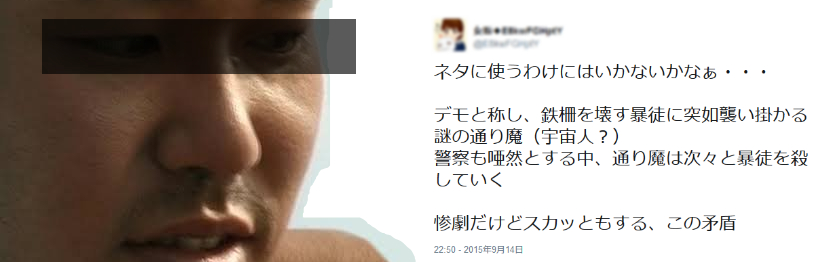 ネタに使うわけにはいかないかなぁ・・・
デモと称し、鉄柵を壊す暴徒に突如襲い掛かる
謎の通り魔（宇宙人？）
警察も唖然とする中、通り魔は次々と暴徒を殺
していく
惨劇だけどスカッともする、この矛盾
22:50 - 2015年9月14日